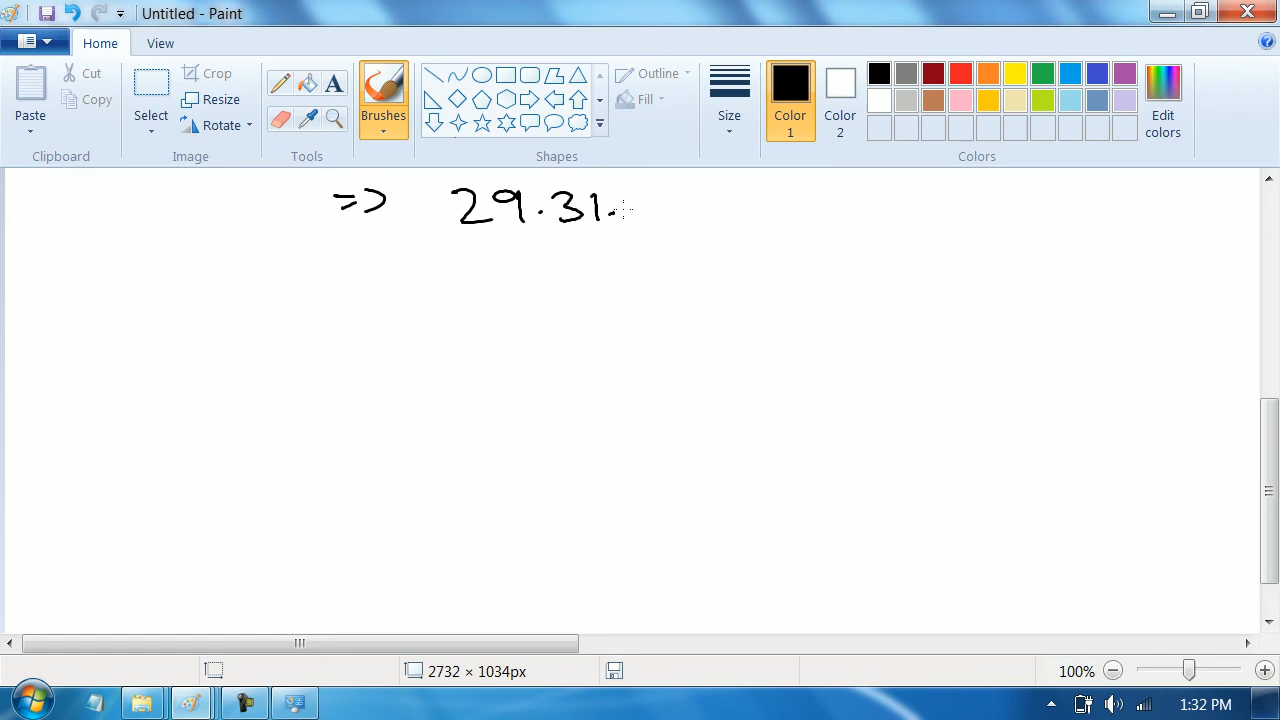 Untitled - Paint
Home View
Paste
Cut
Copy
Clipboard
Select
Crop
Resize
Rotate
Image
A
Tools
Brushes
Outline
Fill
Shapes
Size
Color 1
Color 2
Edit colors
Colors
=> 29.31.
2732 × 1034px
100%
1:32 PM